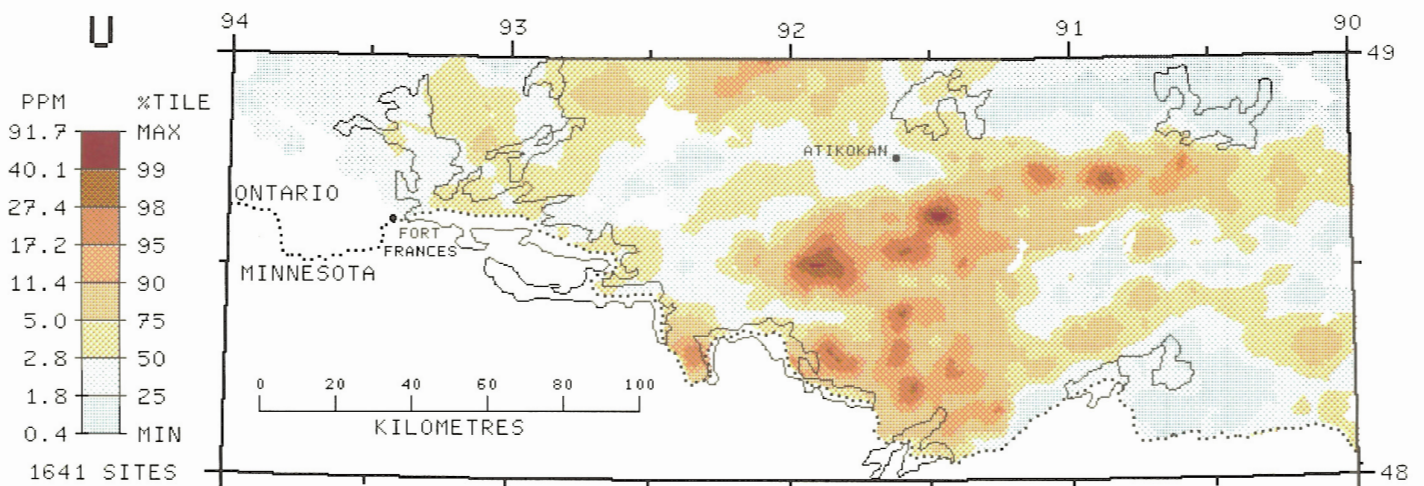 94 93 92 91 90
U
49
PPM %TILE
91.7 MAX
40.1 99
27.4 98
17.2 95
11.4 90
5.0 75
2.8 50
1.8 25
0.4 MIN
1641 SITES
ATIKOKAN
ONTARIO
FORT
FRANCES
MINNESOTA
0 20 40 60 80 100
KILOMETRES
48